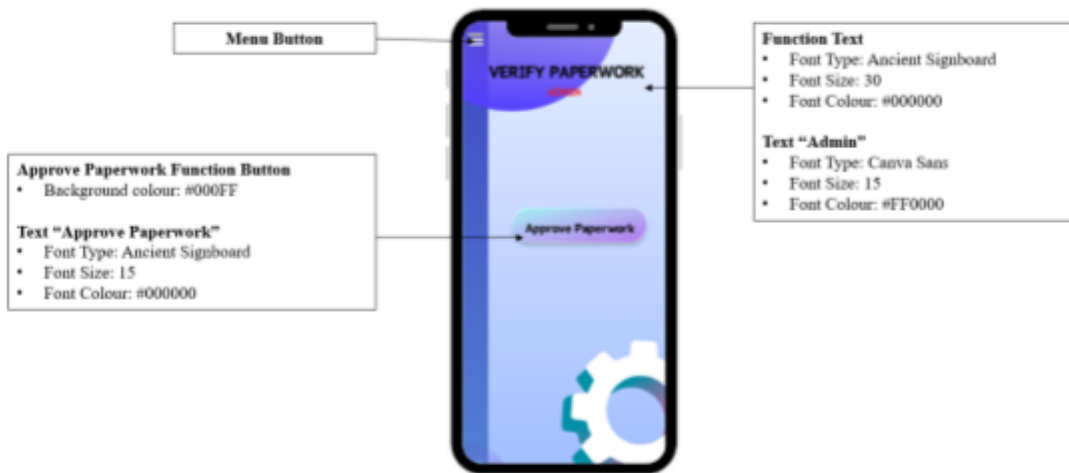 Menu Button
VERIFY PAPERWORK
Function Text
• Font Type: Ancient Signboard
• Font Size: 30
• Font Colour: #000000
Text “Admin”
• Font Type: Canva Sans
• Font Size: 15
• Font Colour: #FF0000
Approve Paperwork Function Button
• Background colour: #000FF
Text “Approve Paperwork”
• Font Type: Ancient Signboard
• Font Size: 15
• Font Colour: #000000
Approve Paperwork